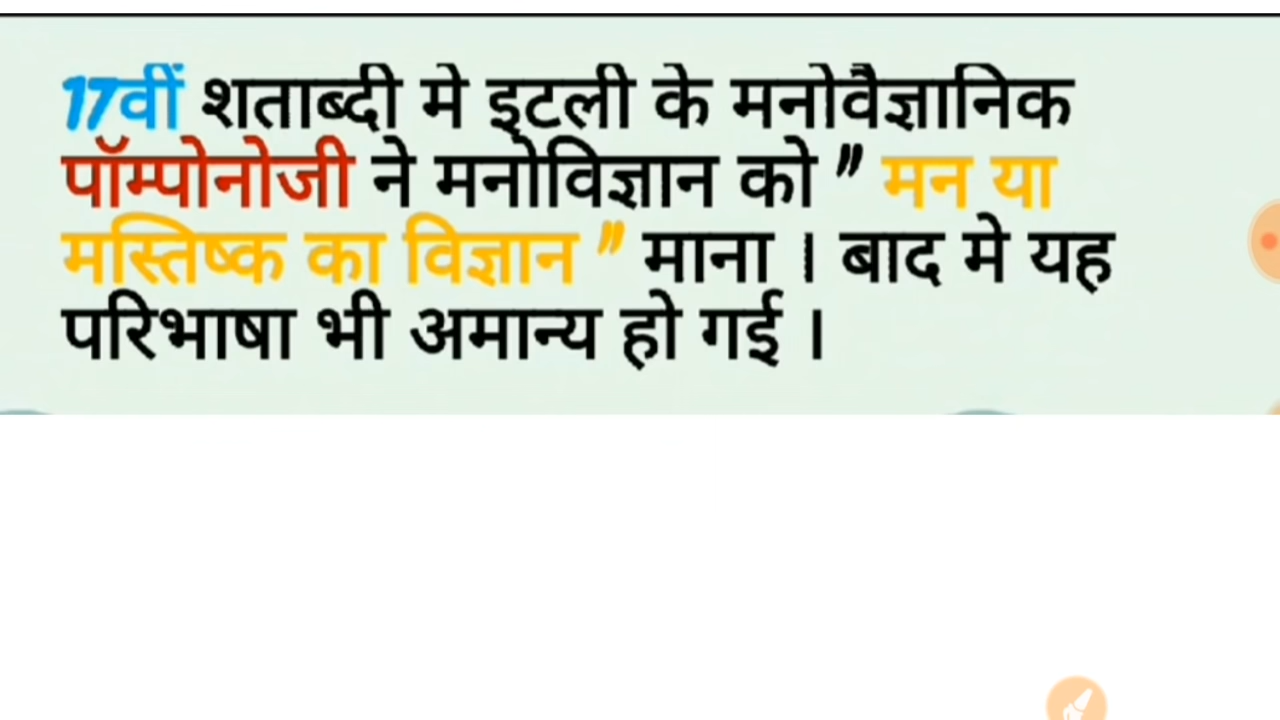 17वीं शताब्दी मे इटली के मनोवैज्ञानिक
पॉम्पोनोजी ने मनोविज्ञान को " मन या
मस्तिष्क का विज्ञान " माना । बाद मे यह
परिभाषा भी अमान्य हो गई ।